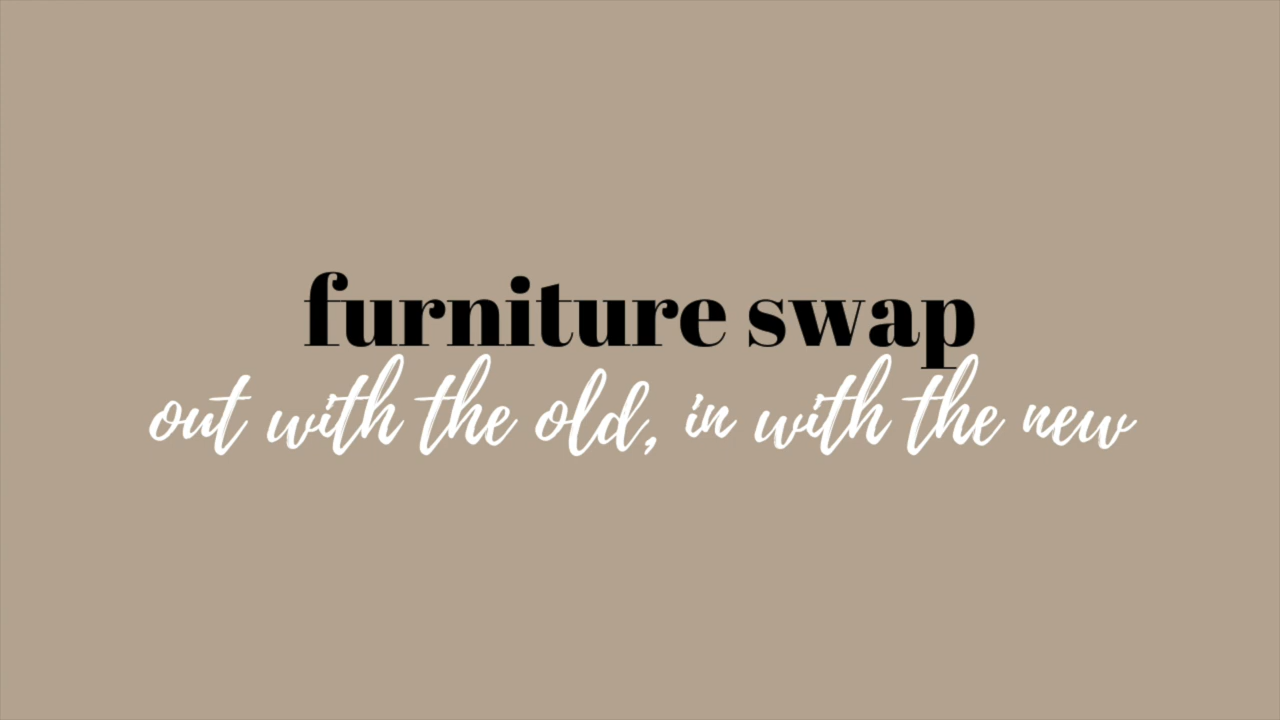 furniture swap
out with the old, in with the new